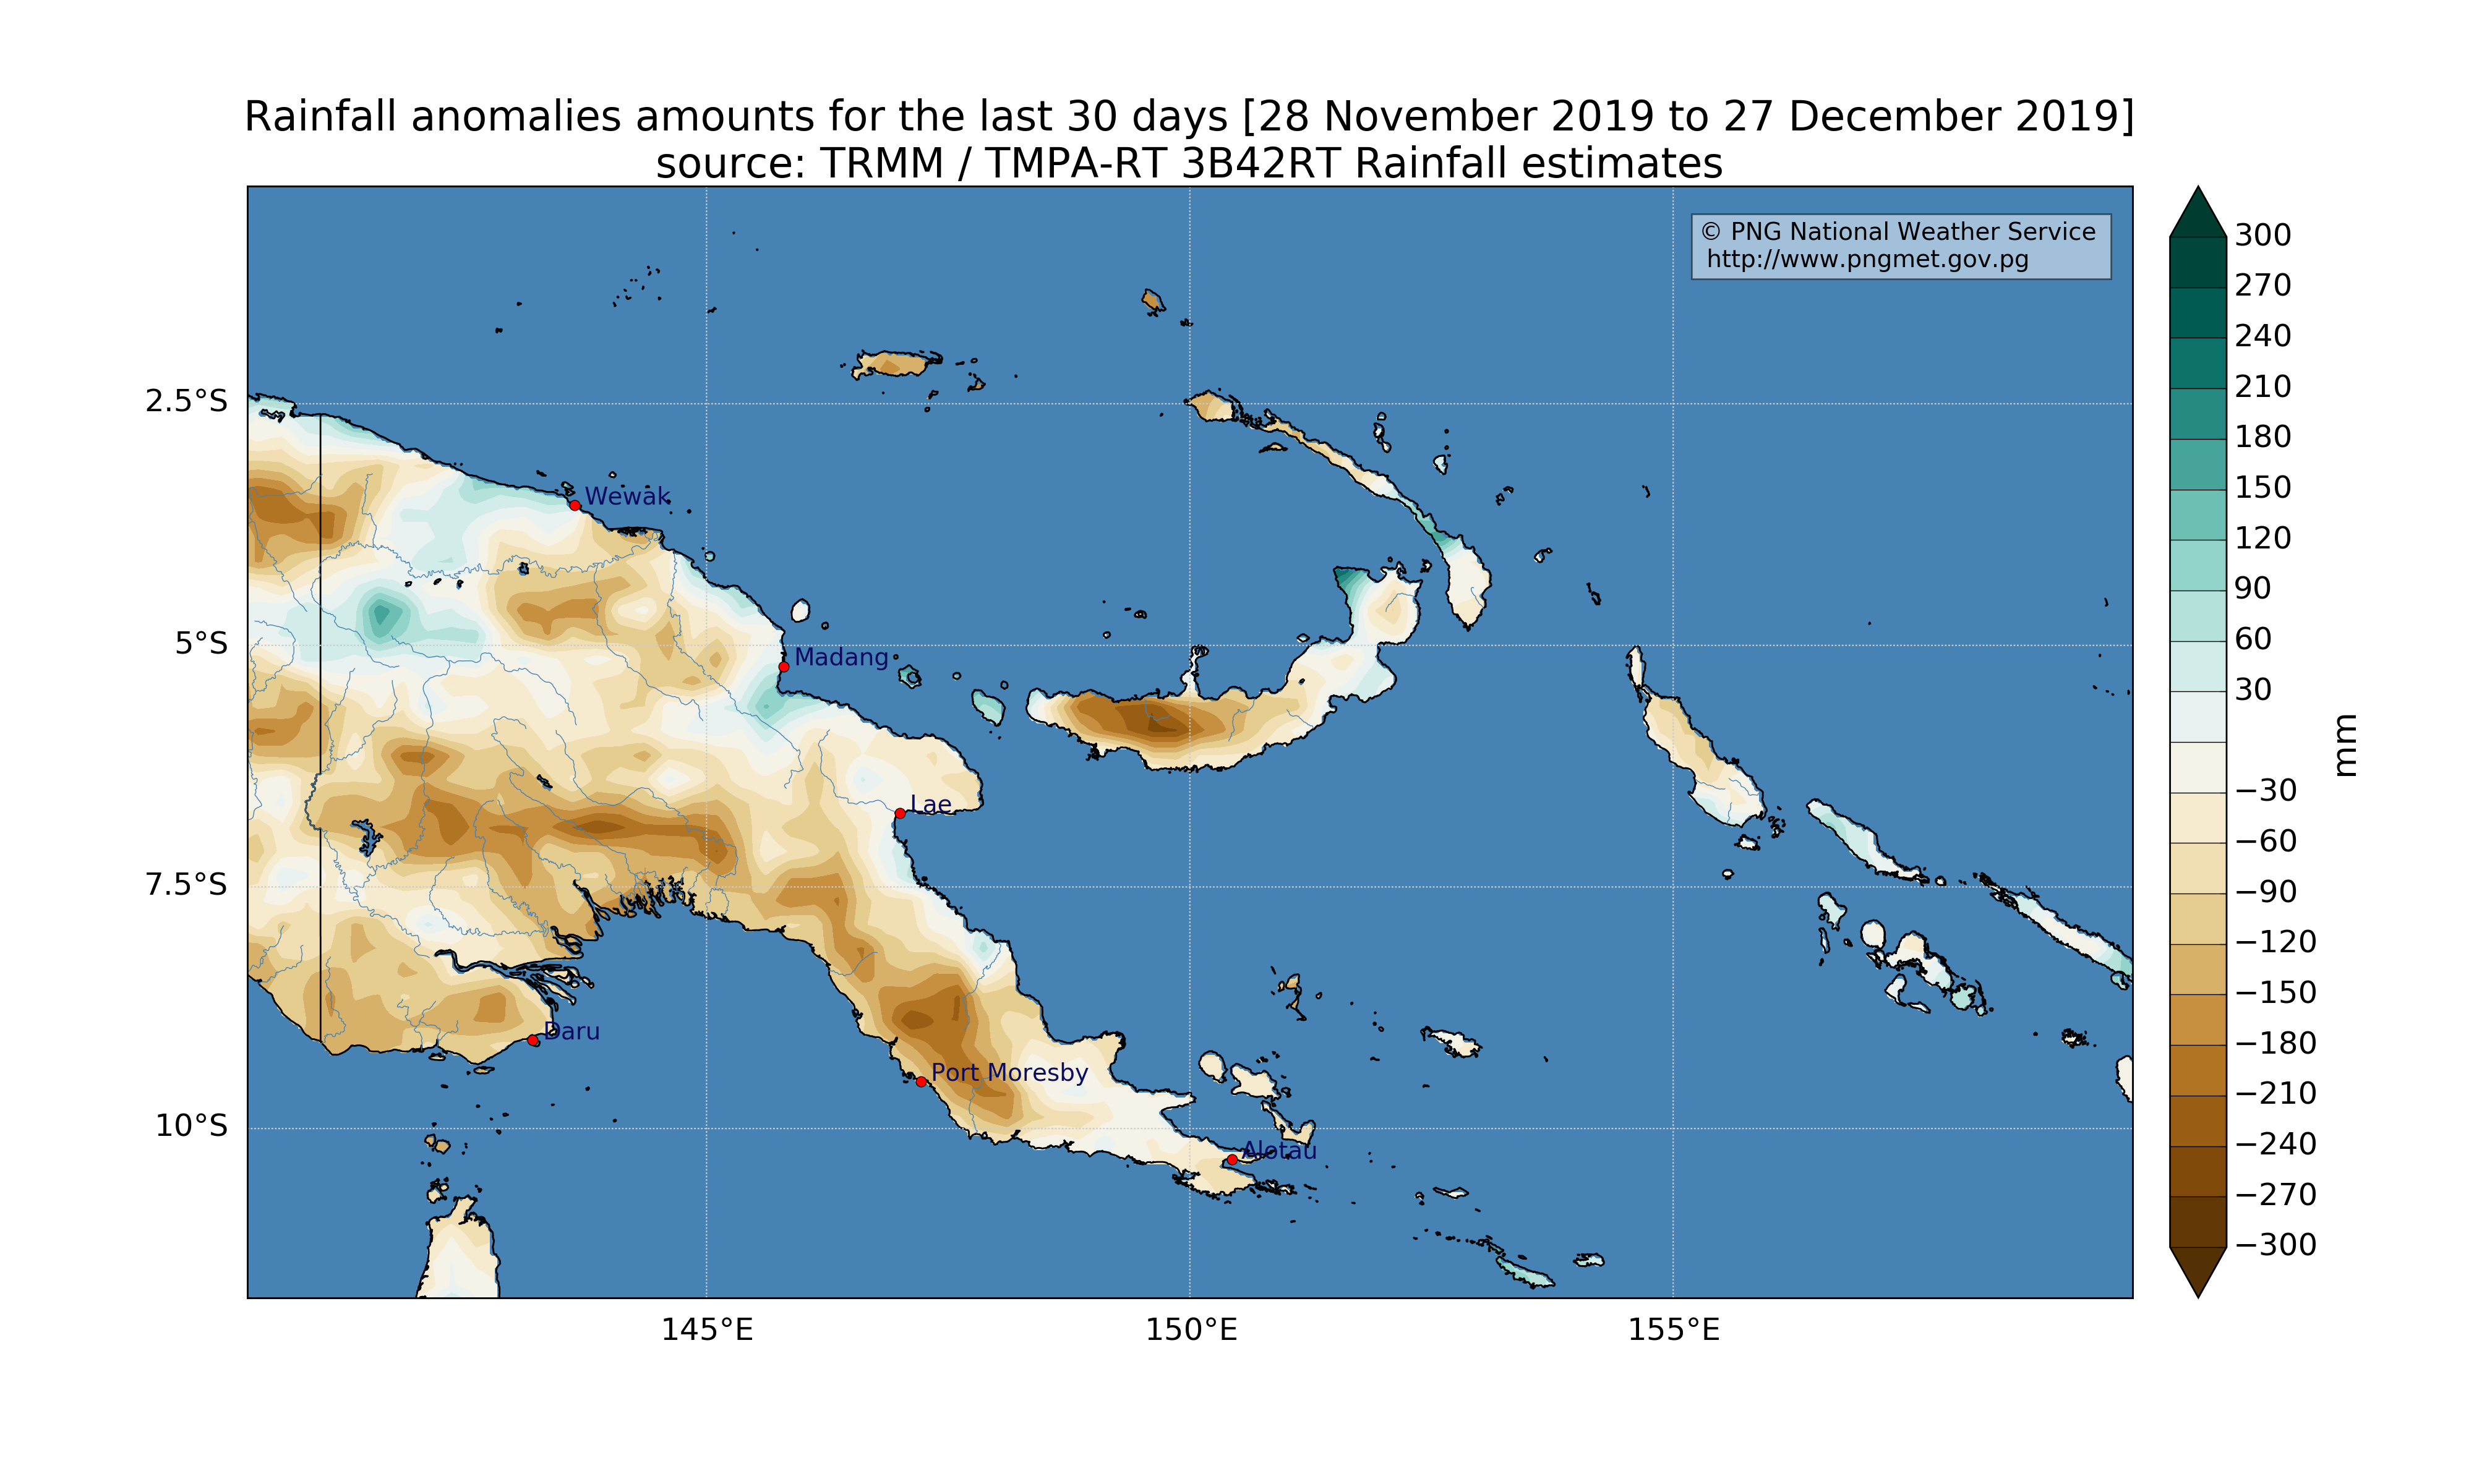 Rainfall anomalies amounts for the last 30 days [28 November 2019 to 27 December 2019]
source: TRMM / TMPA-RT 3B42RT Rainfall estimates
© PNG National Weather Service
http://www.pngmet.gov.pg
2.5°S
5°S
7.5°S
10°S
Wewak
Madang
Lae
Daru
Port Moresby
Alotau
145°E
150°E
155°E
300
270
240
210
180
150
120
90
60
30
−30
−60
−90
−120
−150
−180
−210
−240
−270
−300
mm